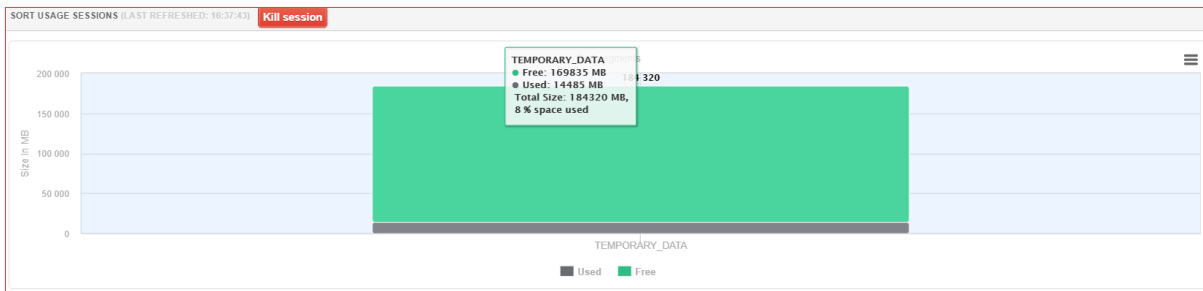 SORT USAGE SESSIONS (LAST REFRESHED: 16:37:43) Kill session
TEMPORARY_DATA
Free: 169835 MB
Used: 14485 MB
Total Size: 184320 MB,
8 % space used
184 320
Size in MB
200 000
150 000
100 000
50 000
0
TEMPORARY_DATA
Used Free